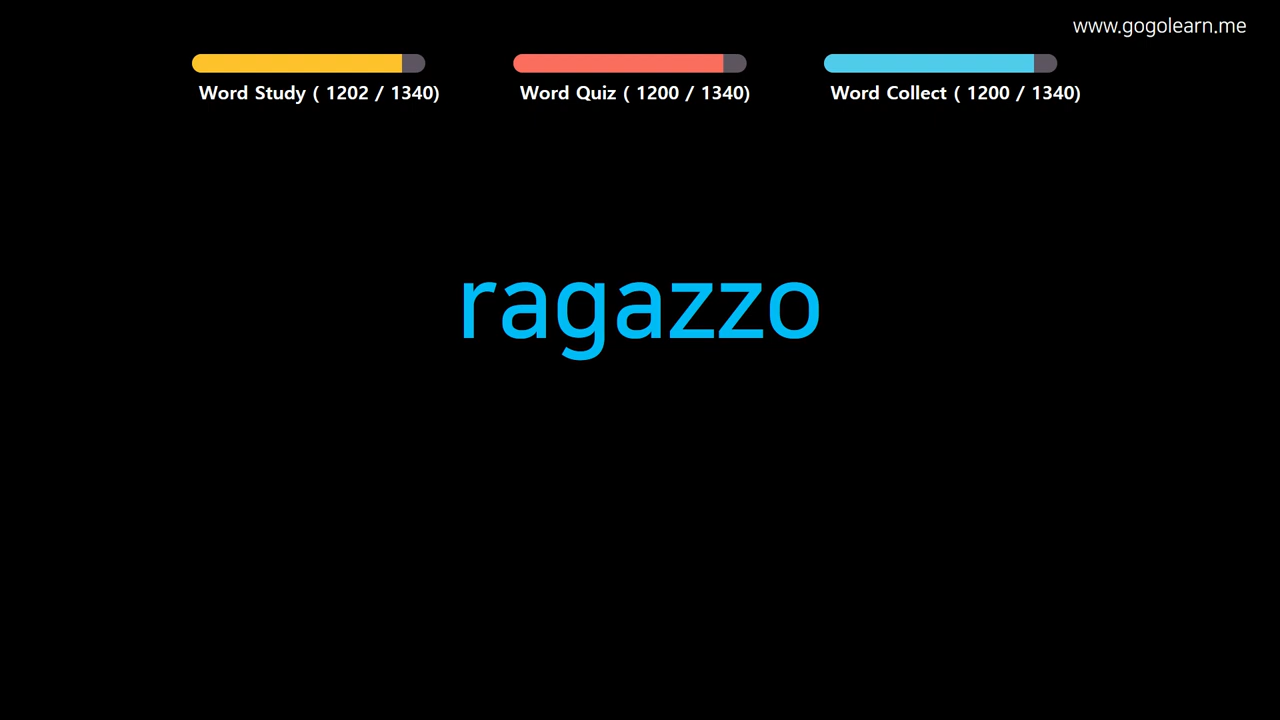 www.gogolearn.me
Word Study ( 1202 / 1340)
Word Quiz ( 1200 / 1340)
Word Collect ( 1200 / 1340)
ragazzo